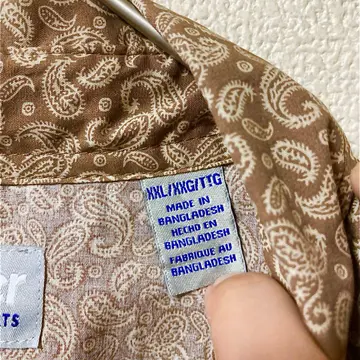 XXL/XXG/TTG
MADE IN
BANGLADESH
HECHO EN
BANGLADESH
FABRIQUE AU
BANGLADESH